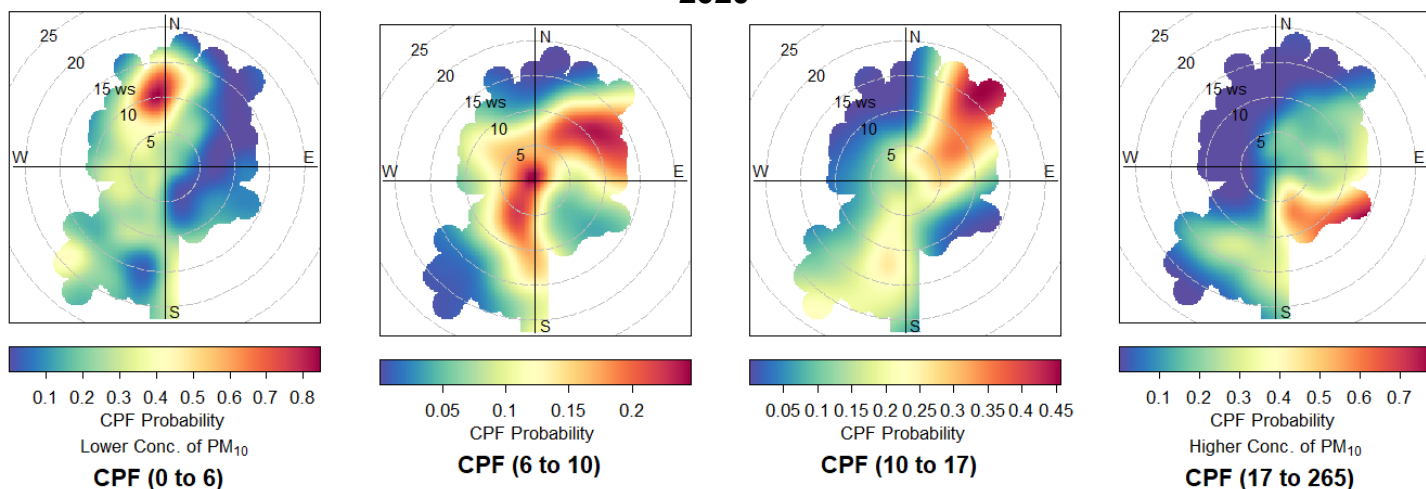 N
25
20
15 ws
10
5
W
E
S
0.1 0.2 0.3 0.4 0.5 0.6 0.7 0.8
CPF Probability
Lower Conc. of PM₁₀
CPF (0 to 6)
N
25
20
15 ws
10
5
W
E
S
0.05 0.1 0.15 0.2
CPF Probability
CPF (6 to 10)
N
25
20
15 ws
10
5
W
E
S
0.05 0.1 0.15 0.2 0.25 0.3 0.35 0.4 0.45
CPF Probability
CPF (10 to 17)
N
25
20
15 ws
10
5
W
E
S
0.1 0.2 0.3 0.4 0.5 0.6 0.7
CPF Probability
Higher Conc. of PM₁₀
CPF (17 to 265)